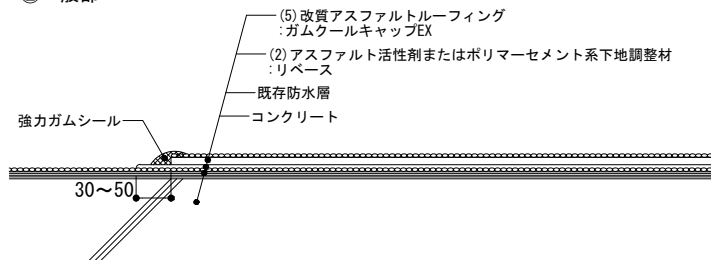 (5)改質アスファルトルーフィング
:ガムクールキャップEX
(2)アスファルト活性剤またはポリマーセメント系下地調整材
:リベース
既存防水層
コンクリート
強力ガムシール
30～50